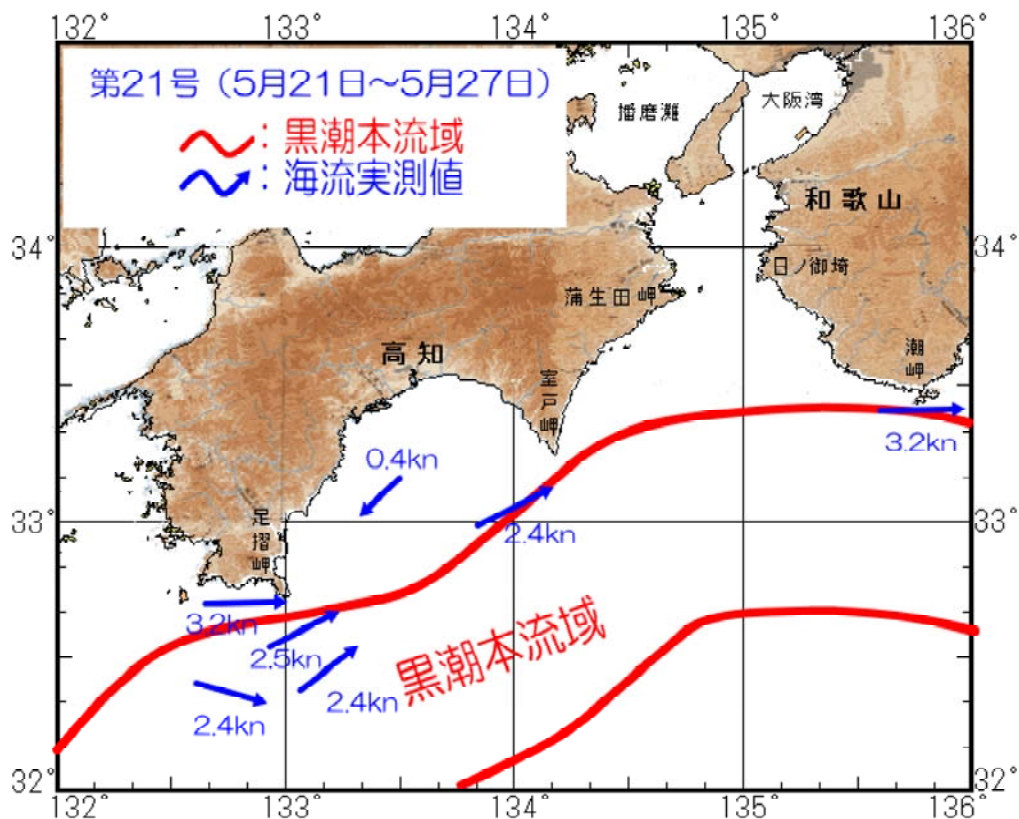 132° 133° 134° 135° 136°
第21号（5月21日～5月27日）
：黒潮本流域
：海流実測値
播磨灘
大阪湾
和歌山
34° 34°
日ノ御埼
蒲生田岬
高知
潮岬
室戸岬
3.2kn
0.4kn
33° 33°
足摺岬
2.4kn
3.2kn
2.5kn
黒潮本流域
2.4kn
2.4kn
32° 32°
132° 133° 134° 135° 136°